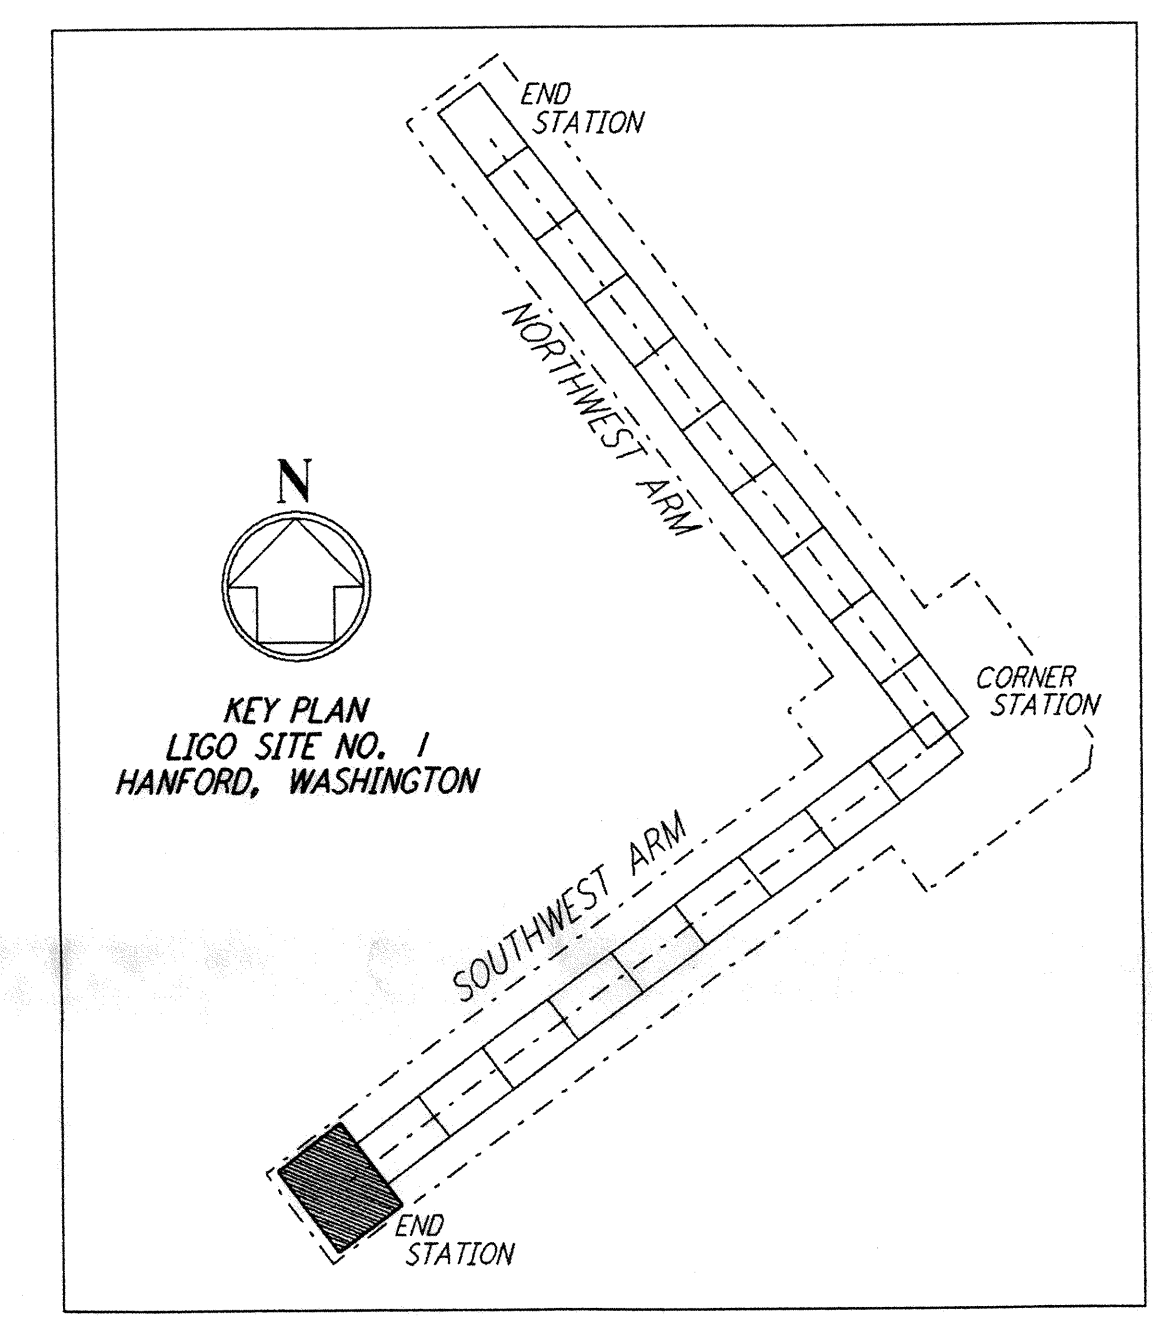 END
STATION
NORTHWEST ARM
N
CORNER
STATION
KEY PLAN
LIGO SITE NO. 1
HANFORD, WASHINGTON
SOUTHWEST ARM
END
STATION